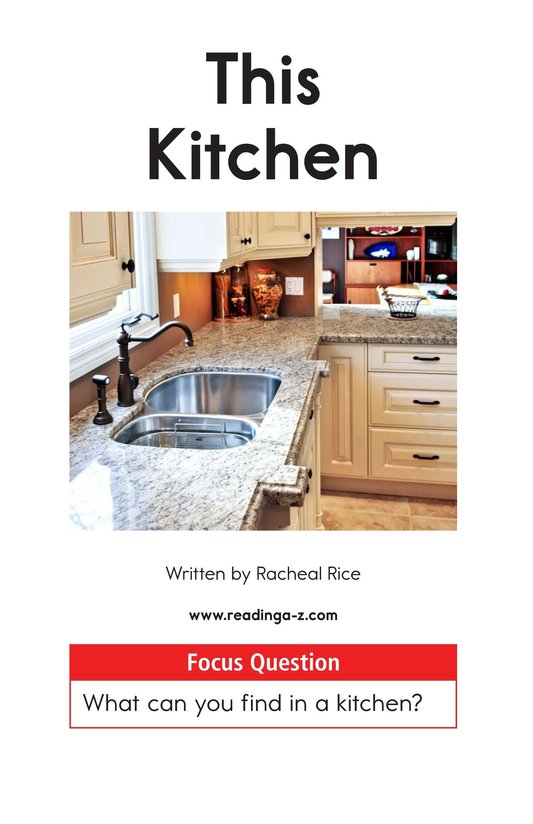 This
Kitchen
Written by Racheal Rice
www.readinga-z.com
Focus Question
What can you find in a kitchen?